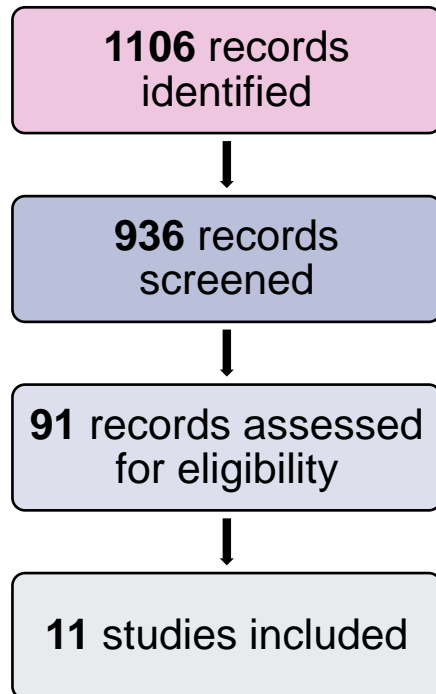 1106 records
identified
936 records
screened
91 records assessed
for eligibility
11 studies included